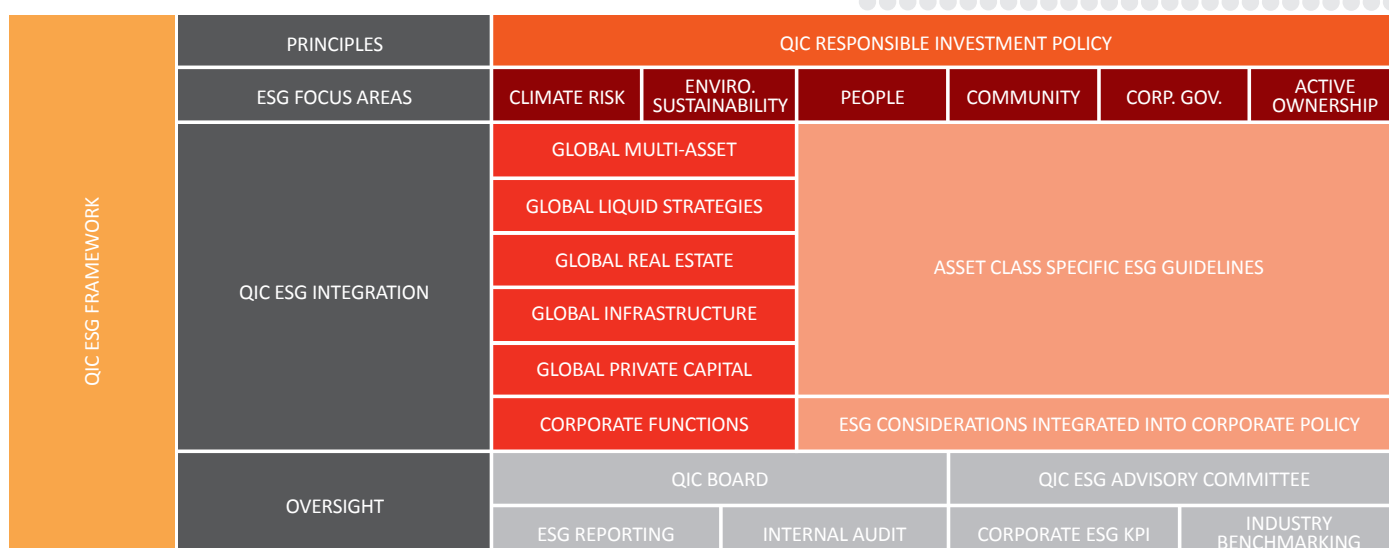 QIC ESG FRAMEWORK
PRINCIPLES
QIC RESPONSIBLE INVESTMENT POLICY
ESG FOCUS AREAS
CLIMATE RISK
ENVIRO.
SUSTAINABILITY
PEOPLE
COMMUNITY
CORP. GOV.
ACTIVE
OWNERSHIP
QIC ESG INTEGRATION
GLOBAL MULTI-ASSET
GLOBAL LIQUID STRATEGIES
GLOBAL REAL ESTATE
GLOBAL INFRASTRUCTURE
GLOBAL PRIVATE CAPITAL
ASSET CLASS SPECIFIC ESG GUIDELINES
CORPORATE FUNCTIONS
ESG CONSIDERATIONS INTEGRATED INTO CORPORATE POLICY
OVERSIGHT
QIC BOARD
QIC ESG ADVISORY COMMITTEE
ESG REPORTING
INTERNAL AUDIT
CORPORATE ESG KPI
INDUSTRY
BENCHMARKING